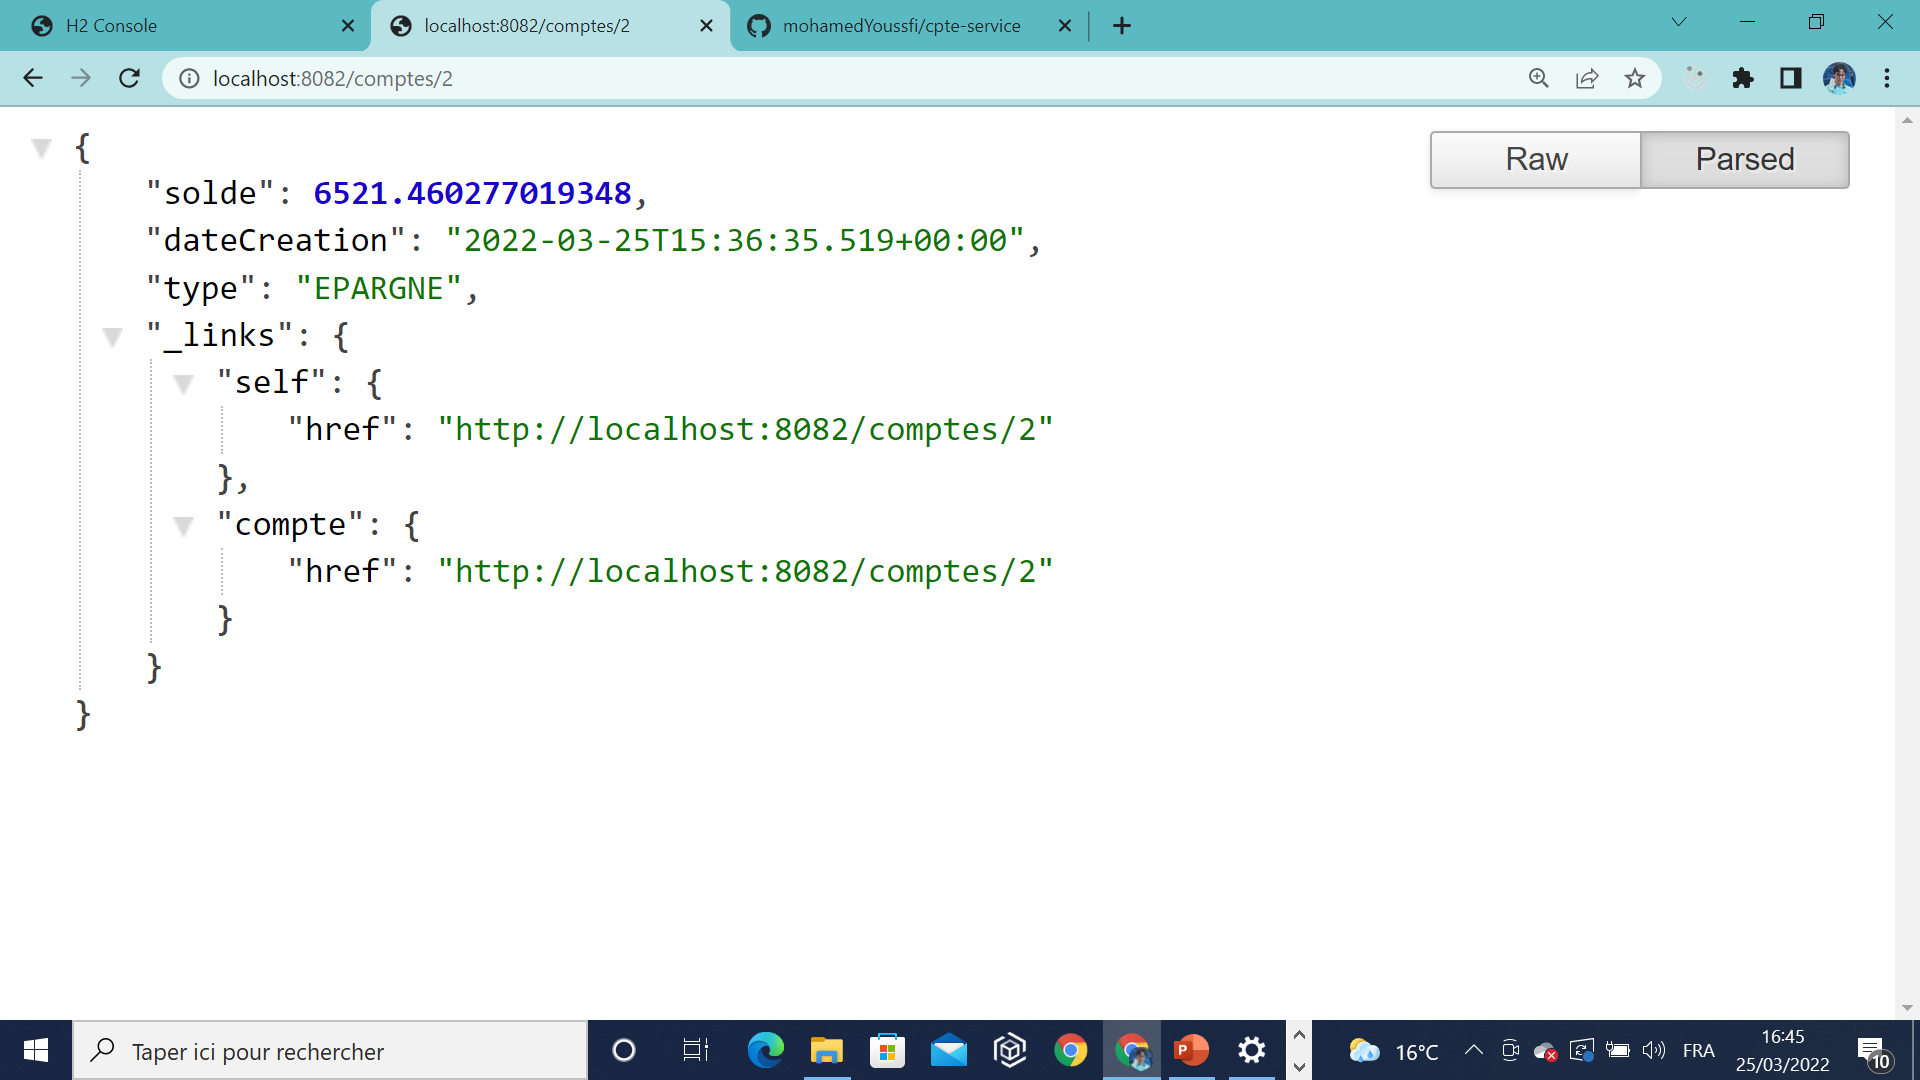 H2 Console
localhost:8082/comptes/2
mohamedYoussfi/cpte-service
localhost:8082/comptes/2
Raw
Parsed
{
"solde": 6521.460277019348,
"dateCreation": "2022-03-25T15:36:35.519+00:00",
"type": "EPARGNE",
"_links": {
"self": {
"href": "http://localhost:8082/comptes/2"
},
"compte": {
"href": "http://localhost:8082/comptes/2"
}
}
}
Taper ici pour rechercher
P
16°C
FRA
16:45
25/03/2022
10